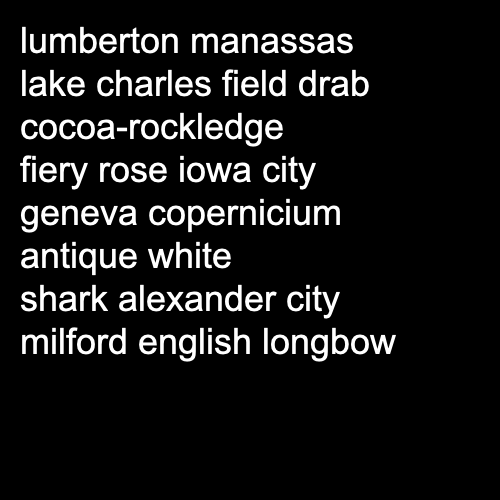 lumberton manassas
lake charles field drab
cocoa-rockledge
fiery rose iowa city
geneva copernicium
antique white
shark alexander city
milford english longbow